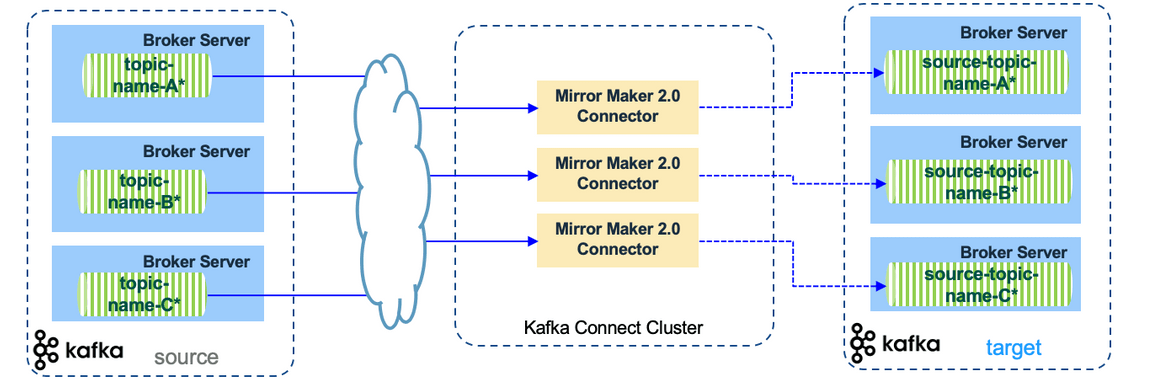 Broker Server
topic-
name-A*
Broker Server
topic-
name-B*
Broker Server
topic-
name-C*
kafka
source
Mirror Maker 2.0
Connector
Mirror Maker 2.0
Connector
Mirror Maker 2.0
Connector
Kafka Connect Cluster
Broker Server
source-topic-
name-A*
Broker Server
source-topic-
name-B*
Broker Server
source-topic-
name-C*
kafka
target